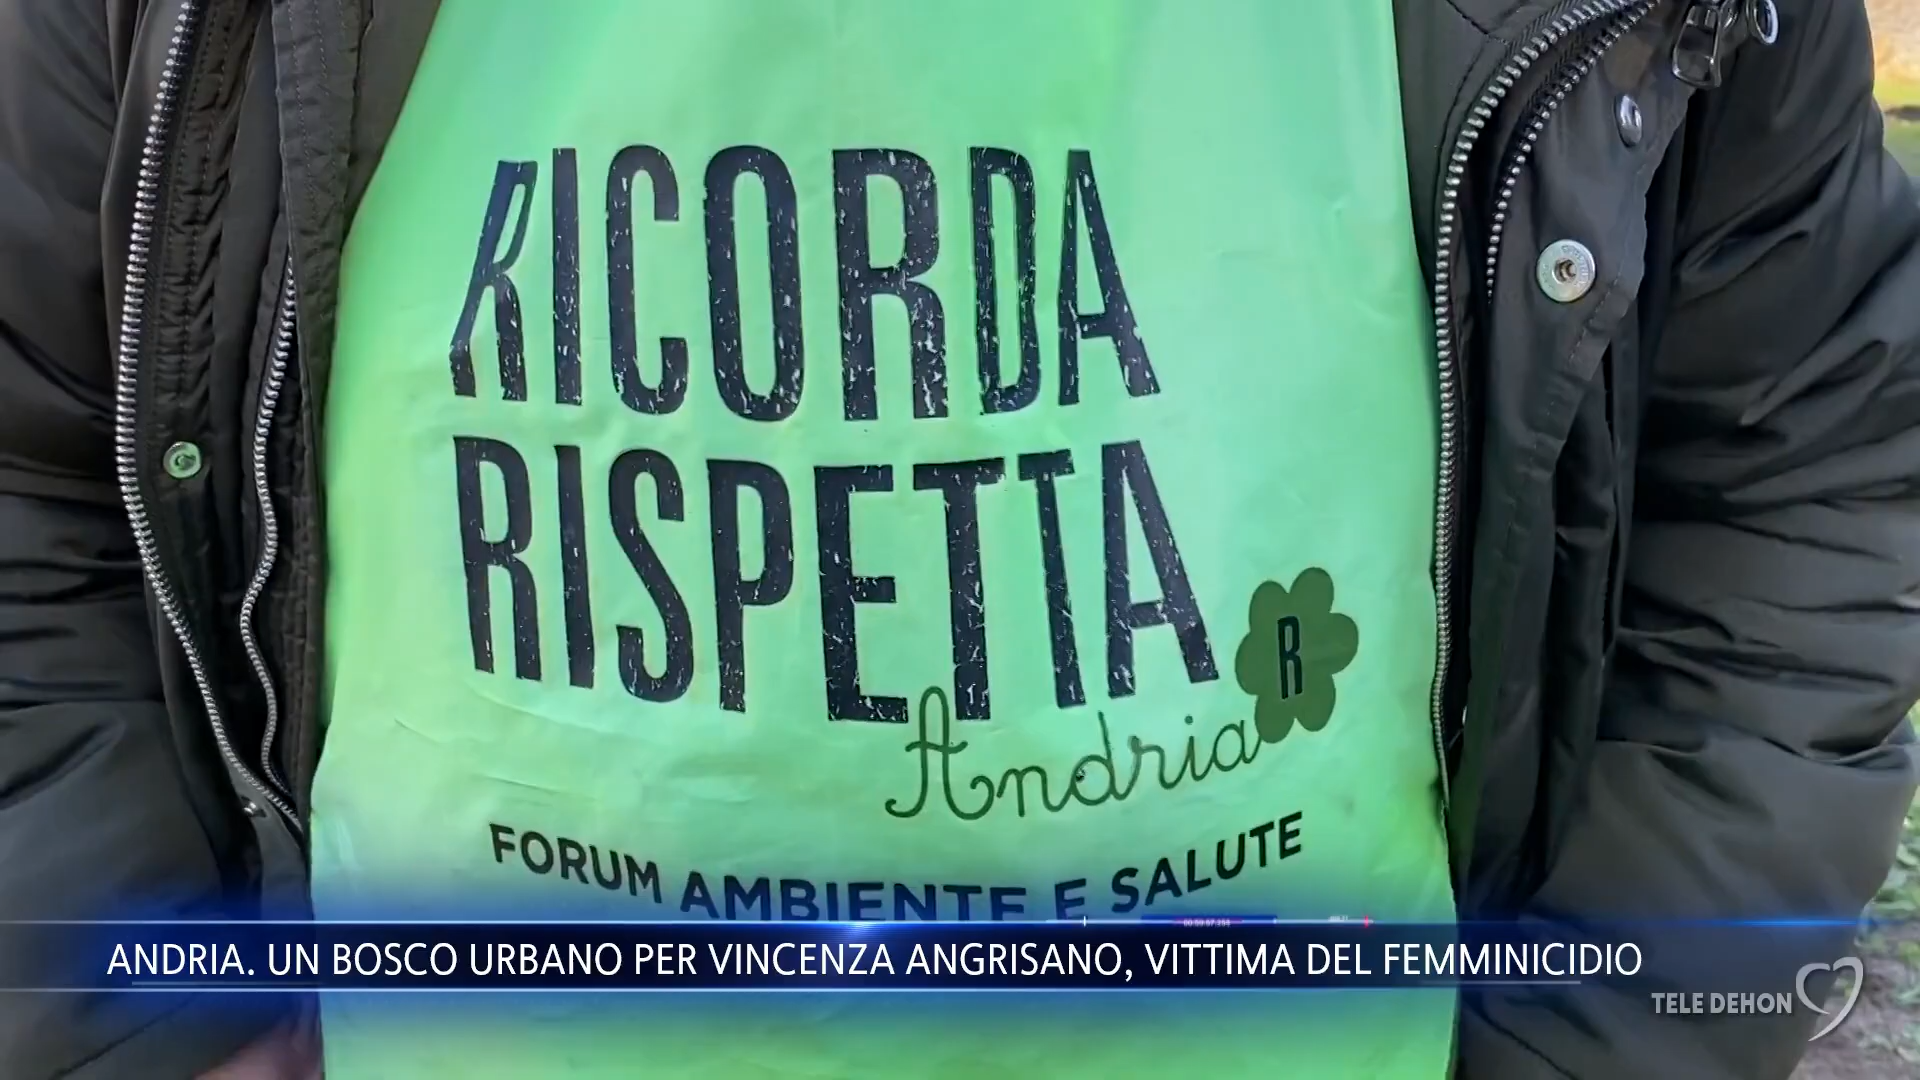 RICORDA
RISPETTA
R
Andria
FORUM AMBIENTE E SALUTE
ANDRIA. UN BOSCO URBANO PER VINCENZA ANGRISANO, VITTIMA DEL FEMMINICIDIO
TELE DEHON